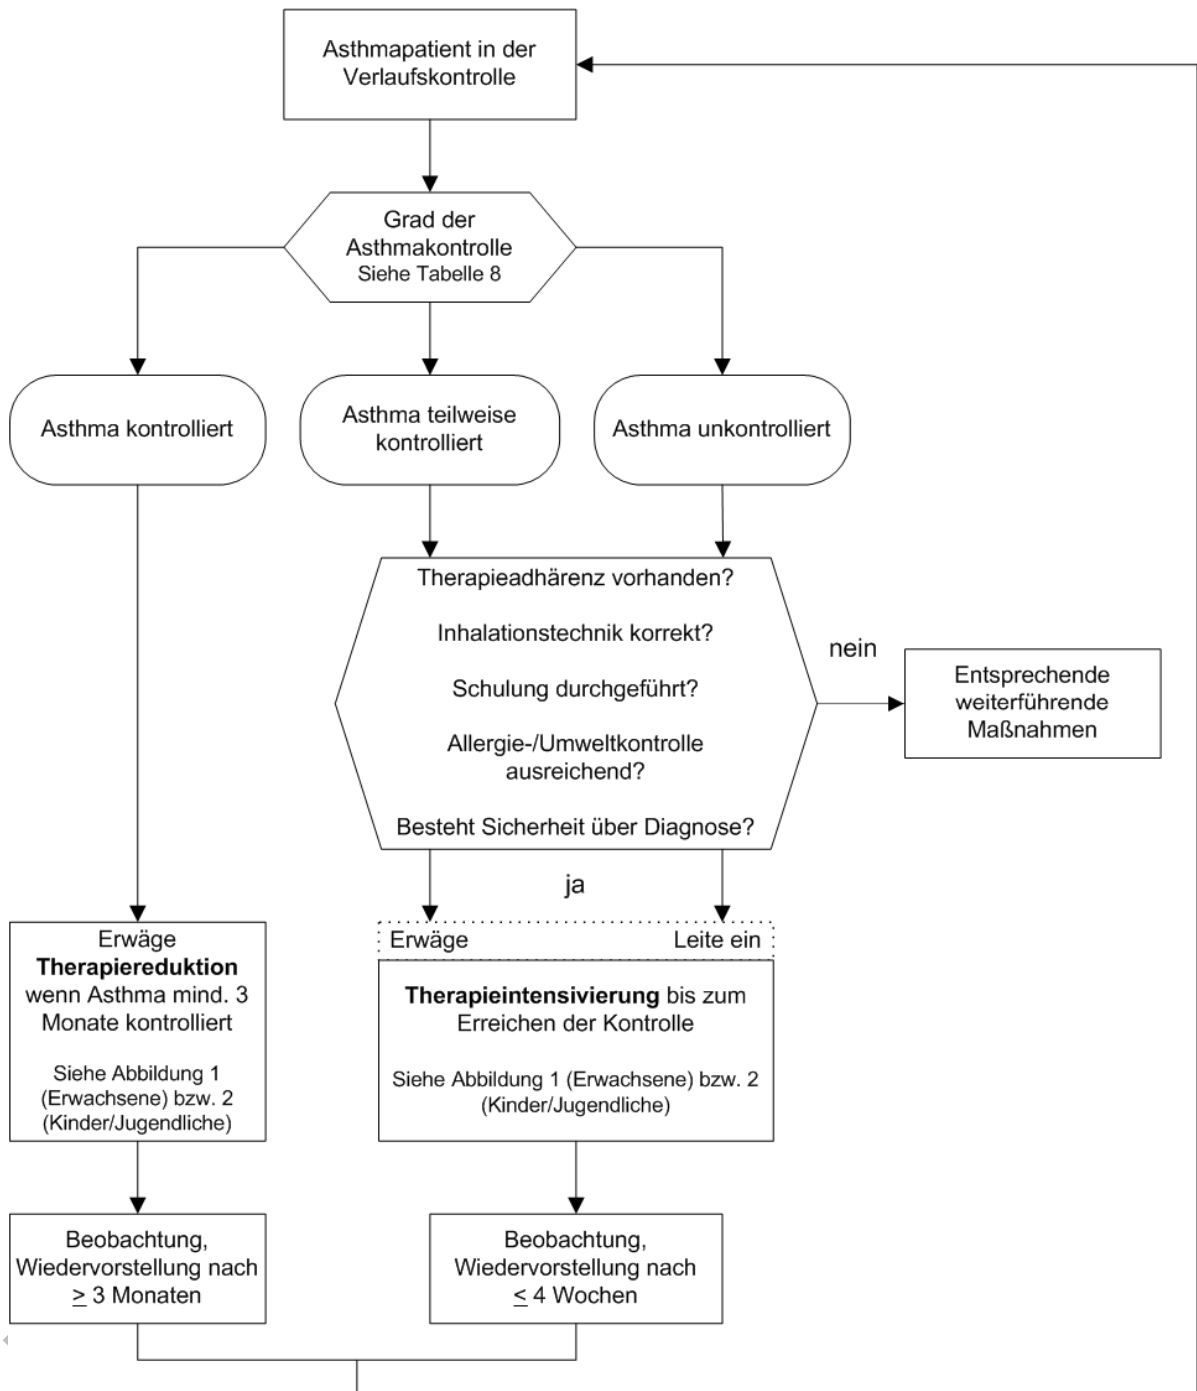 Asthmapatient in der
Verlaufskontrolle
Grad der
Asthmakontrolle
Siehe Tabelle 8
Asthma kontrolliert
Asthma teilweise
kontrolliert
Asthma unkontrolliert
Therapieadhärenz vorhanden?
Inhalationstechnik korrekt?
Schulung durchgeführt?
Allergie-/Umweltkontrolle
ausreichend?
Besteht Sicherheit über Diagnose?
nein
Entsprechende
weiterführende
Maßnahmen
ja
Erwäge
Therapiereduktion
wenn Asthma mind. 3
Monate kontrolliert
Siehe Abbildung 1
(Erwachsene) bzw. 2
(Kinder/Jugendliche)
Erwäge Leite ein
Therapieintensivierung bis zum
Erreichen der Kontrolle
Siehe Abbildung 1 (Erwachsene) bzw. 2
(Kinder/Jugendliche)
Beobachtung,
Wiedervorstellung nach
≥ 3 Monaten
Beobachtung,
Wiedervorstellung nach
≤ 4 Wochen